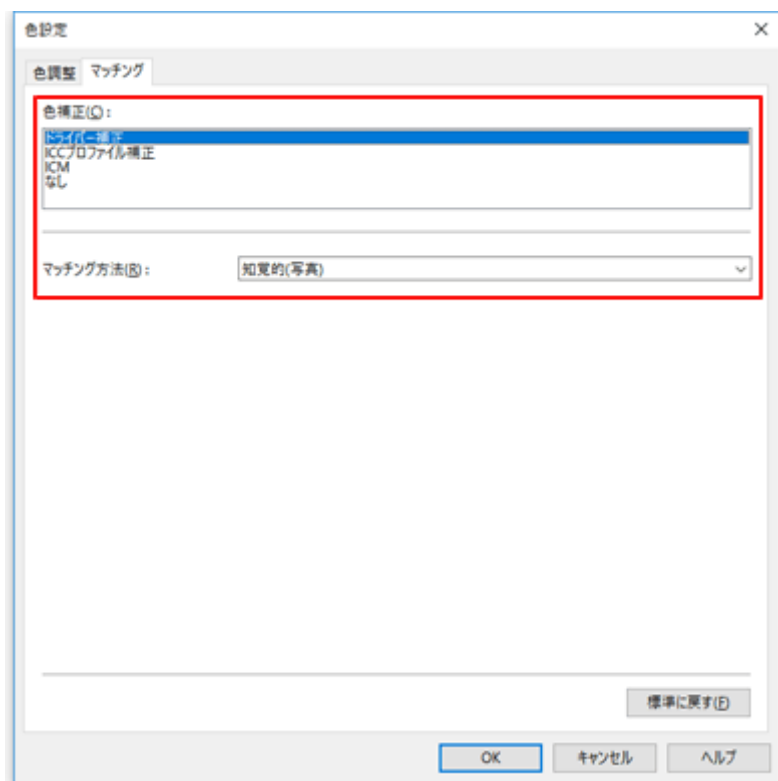 色設定
色調整 マッチング
色補正(C):
ドライバー補正
ICCプロファイル補正
ICM
なし
マッチング方法(R): 知覚的(写真)
標準に戻す(F)
OK キャンセル ヘルプ